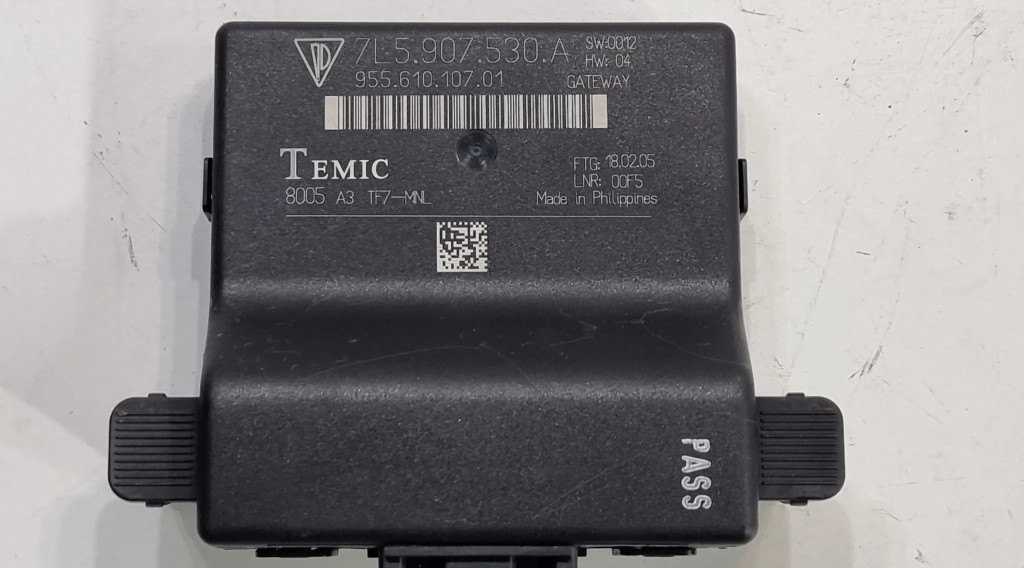 7L5.907.530.A
SW:0012
HW: 04
955.610.107.01
GATEWAY
TEMIC
FTG: 18.02.05
LNR: 00F5
8005 A3 TF7-MNL
Made in Philippines
PASS